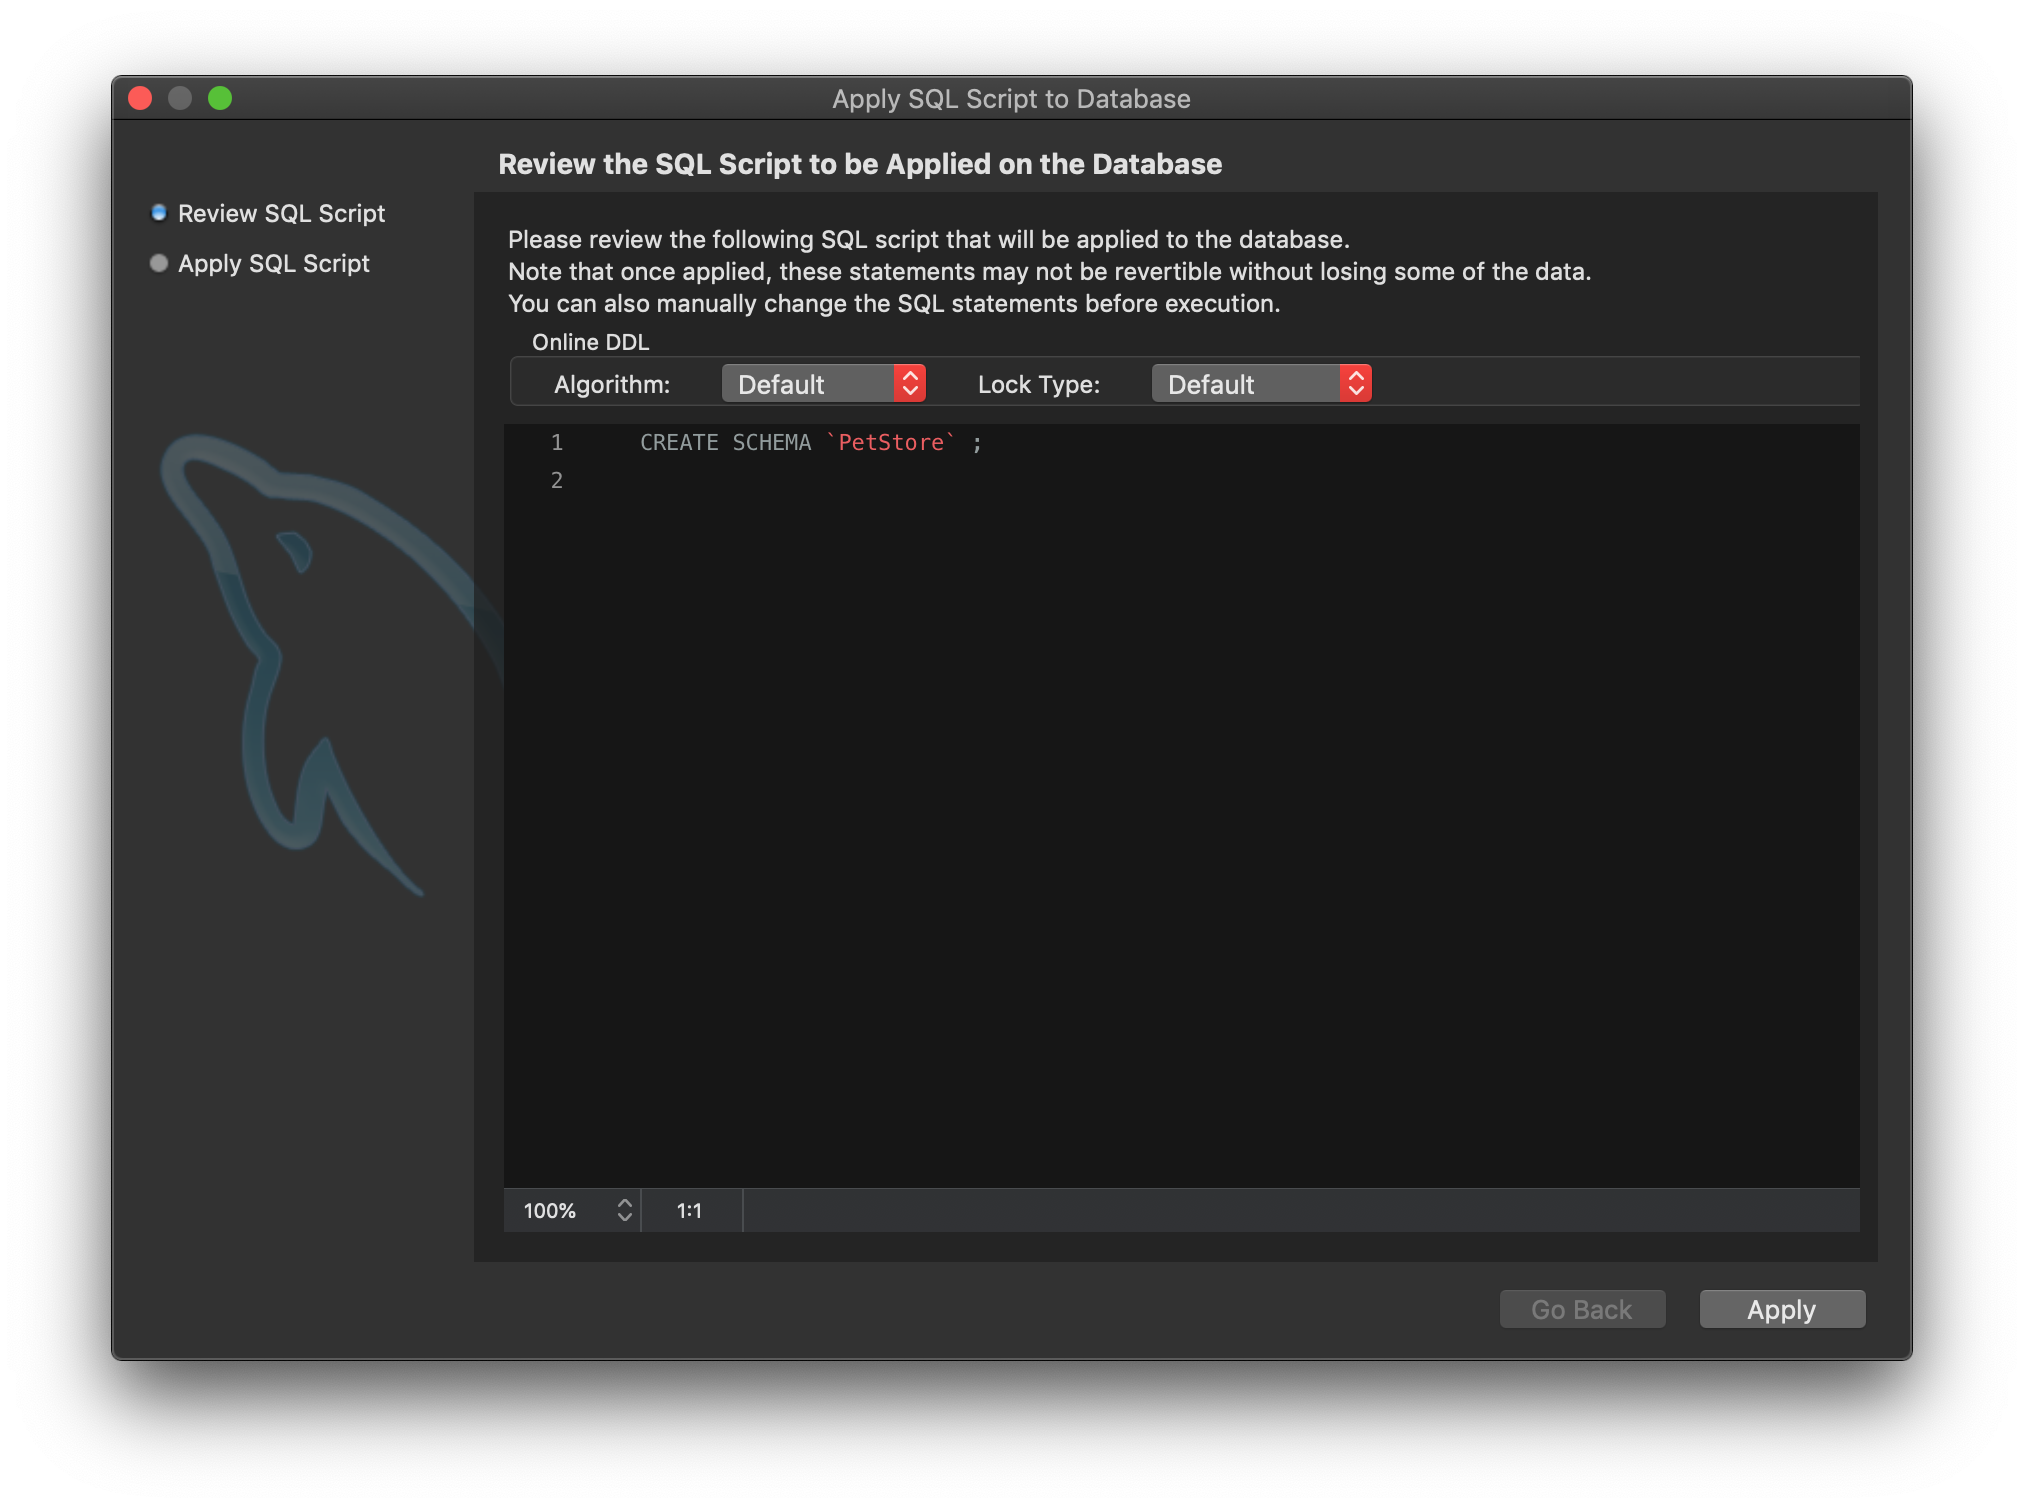 Apply SQL Script to Database
Review the SQL Script to be Applied on the Database
Review SQL Script
Apply SQL Script
Please review the following SQL script that will be applied to the database.
Note that once applied, these statements may not be revertible without losing some of the data.
You can also manually change the SQL statements before execution.
Online DDL
Algorithm: Default Lock Type: Default
1 CREATE SCHEMA `PetStore` ;
2
100% 1:1
Go Back Apply